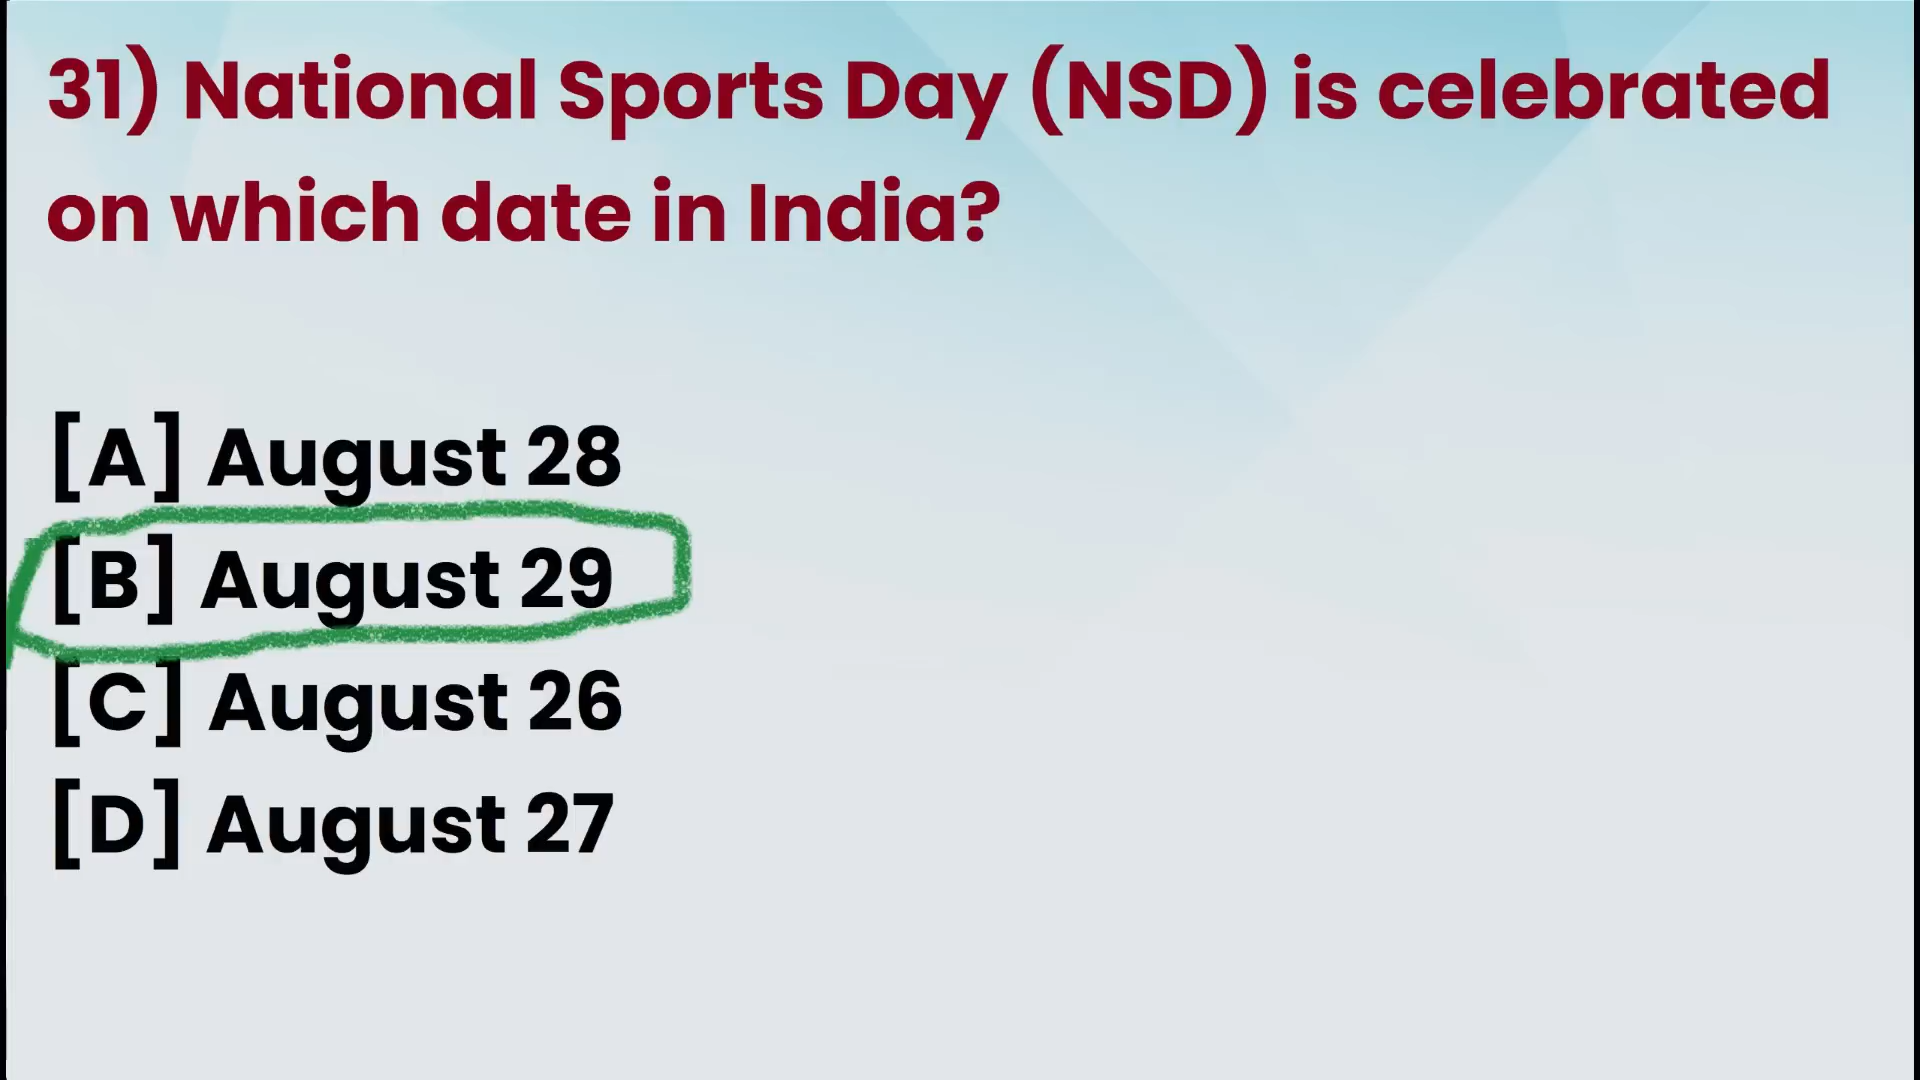 31) National Sports Day (NSD) is celebrated
on which date in India?
[A] August 28
[B] August 29
[C] August 26
[D] August 27